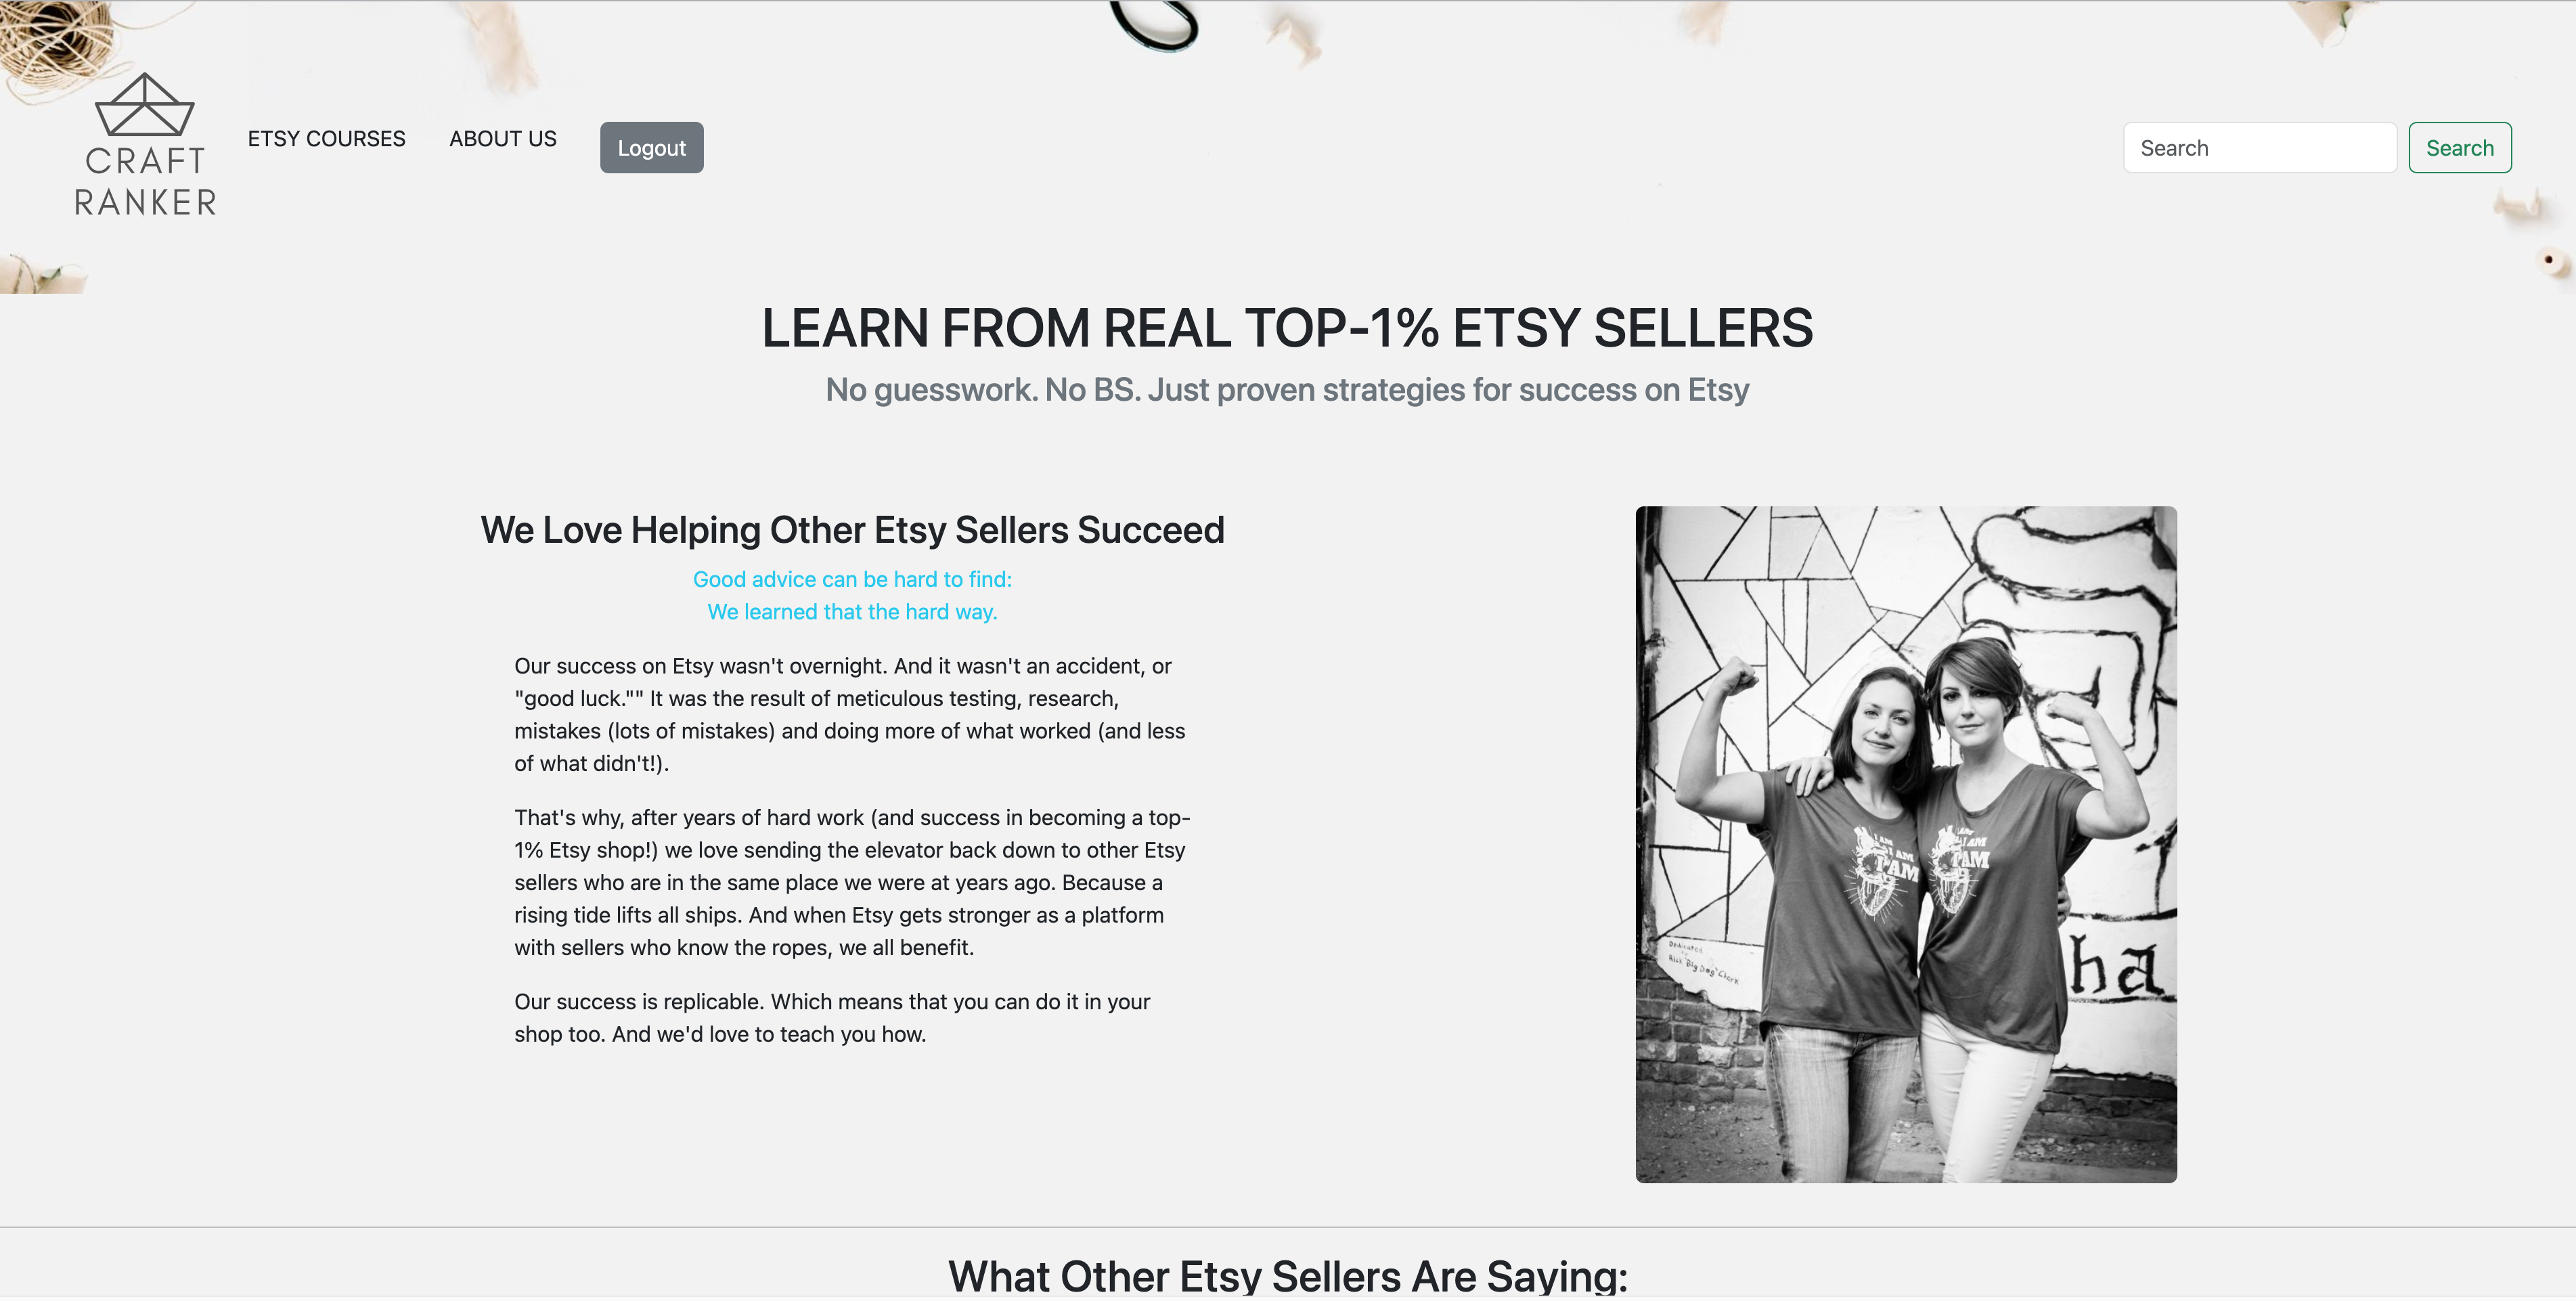 CRAFT
RANKER
ETSY COURSES
ABOUT US
Logout
Search
Search
LEARN FROM REAL TOP-1% ETSY SELLERS
No guesswork. No BS. Just proven strategies for success on Etsy
We Love Helping Other Etsy Sellers Succeed
Good advice can be hard to find:
We learned that the hard way.
Our success on Etsy wasn't overnight. And it wasn't an accident, or
"good luck."" It was the result of meticulous testing, research,
mistakes (lots of mistakes) and doing more of what worked (and less
of what didn't!).
That's why, after years of hard work (and success in becoming a top-
1% Etsy shop!) we love sending the elevator back down to other Etsy
sellers who are in the same place we were at years ago. Because a
rising tide lifts all ships. And when Etsy gets stronger as a platform
with sellers who know the ropes, we all benefit.
Our success is replicable. Which means that you can do it in your
shop too. And we'd love to teach you how.
I AM
I AM
I AM
I AM
I AM
I AM
Dedicated
Rick "Big Dog" Clark
ha
What Other Etsy Sellers Are Saying: